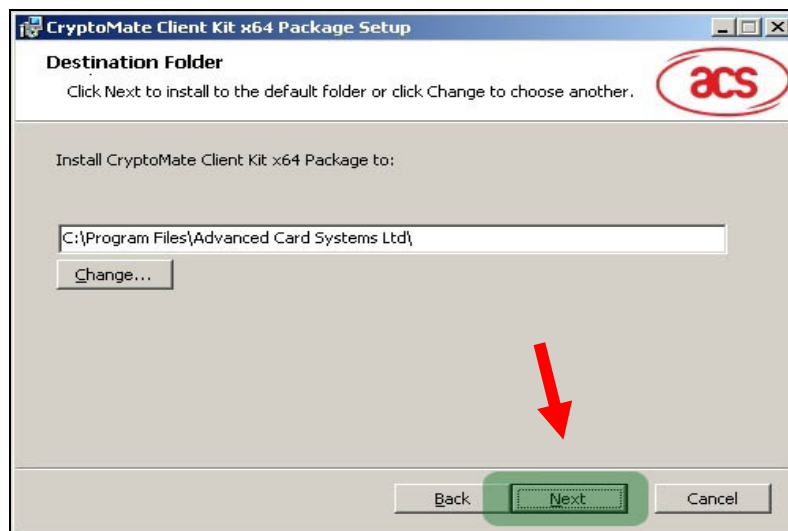 CryptoMate Client Kit x64 Package Setup
Destination Folder
Click Next to install to the default folder or click Change to choose another.
acs
Install CryptoMate Client Kit x64 Package to:
C:\Program Files\Advanced Card Systems Ltd\
Change...
Back Next Cancel